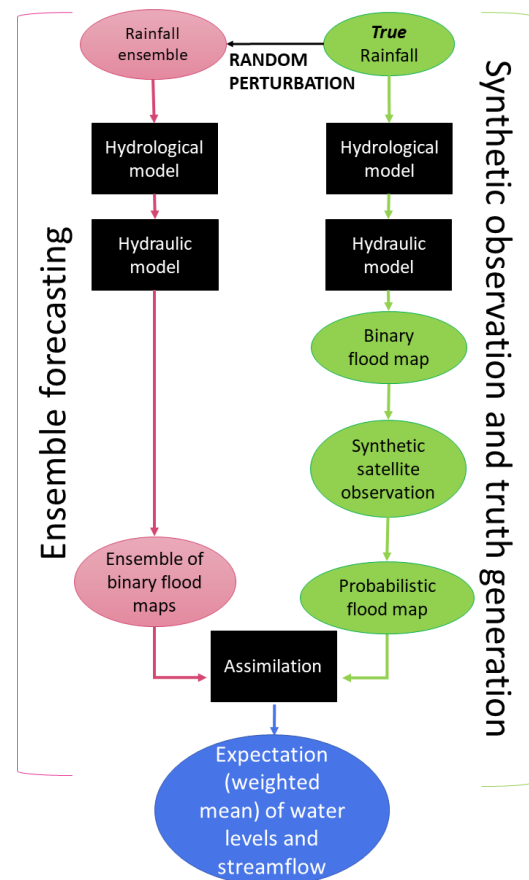 Rainfall
ensemble
RANDOM
PERTURBATION
True
Rainfall
Hydrological
model
Hydrological
model
Hydraulic
model
Hydraulic
model
Binary
flood map
Synthetic
satellite
observation
Ensemble of
binary flood
maps
Probabilistic
flood map
Assimilation
Expectation
(weighted
mean) of water
levels and
streamflow
Ensemble forecasting
Synthetic observation and truth generation